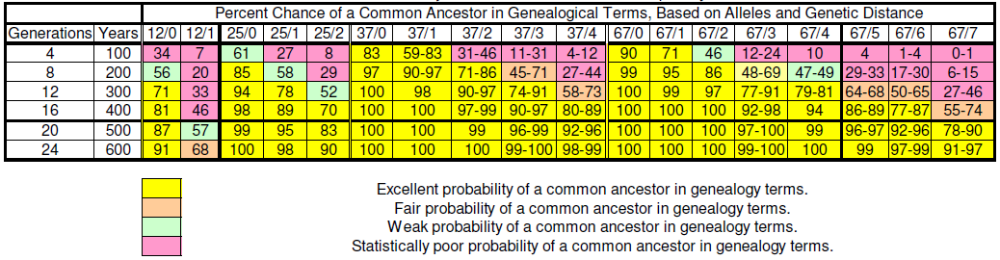 Percent Chance of a Common Ancestor in Genealogical Terms, Based on Alleles and Genetic Distance
Generations Years 12/0 12/1 25/0 25/1 25/2 37/0 37/1 37/2 37/3 37/4 67/0 67/1 67/2 67/3 67/4 67/5 67/6 67/7
4 100 34 7 61 27 8 83 59-83 31-46 11-31 4-12 90 71 46 12-24 10 4 1-4 0-1
8 200 56 20 85 58 29 97 90-97 71-86 45-71 27-44 99 95 86 48-69 47-49 29-33 17-30 6-15
12 300 71 33 94 78 52 100 98 90-97 74-91 58-73 100 99 97 77-91 79-81 64-68 50-65 27-46
16 400 81 46 98 89 70 100 100 97-99 90-97 80-89 100 100 100 92-98 94 86-89 77-87 55-74
20 500 87 57 99 95 83 100 100 99 96-99 92-96 100 100 100 97-100 99 96-97 92-96 78-90
24 600 91 68 100 98 90 100 100 100 99-100 98-99 100 100 100 99-100 100 99 97-99 91-97
Excellent probability of a common ancestor in genealogy terms.
Fair probability of a common ancestor in genealogy terms.
Weak probability of a common ancestor in genealogy terms.
Statistically poor probability of a common ancestor in genealogy terms.